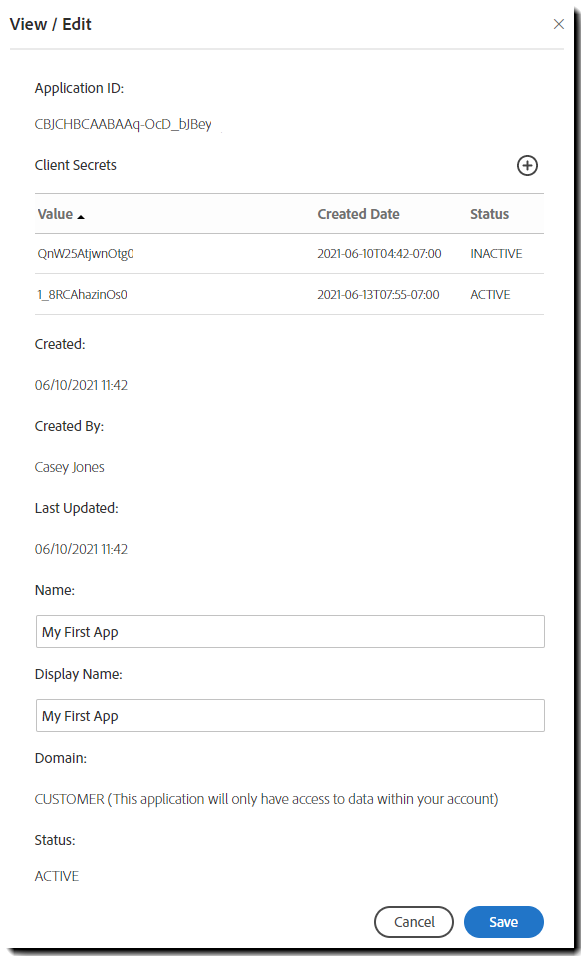 View / Edit
Application ID:
CBJCHBCAABAAq-OcD_bJBey
Client Secrets
Value Created Date Status
QnW25AtjwnOtg0 2021-06-10T04:42-07:00 INACTIVE
1_8RCAhazinOs0 2021-06-13T07:55-07:00 ACTIVE
Created:
06/10/2021 11:42
Created By:
Casey Jones
Last Updated:
06/10/2021 11:42
Name:
My First App
Display Name:
My First App
Domain:
CUSTOMER (This application will only have access to data within your account)
Status:
ACTIVE
Cancel Save